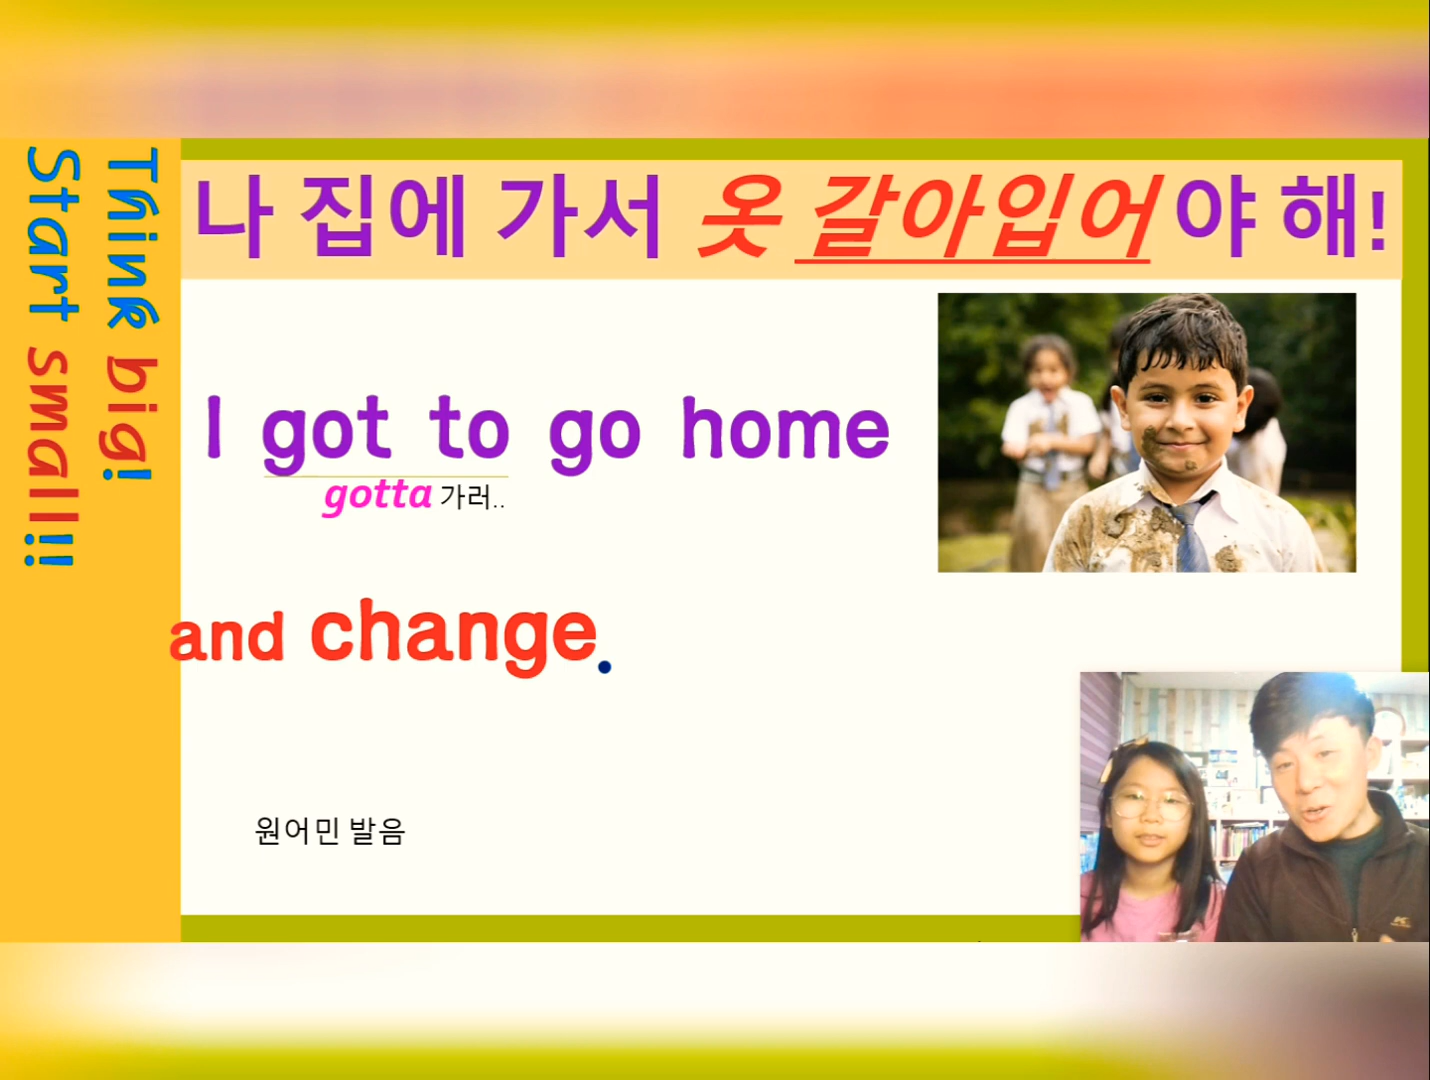 Think big!
Start small!!
나 집에 가서 옷 갈아입어야 해!
I got to go home
gotta 가러..
and change.
원어민 발음